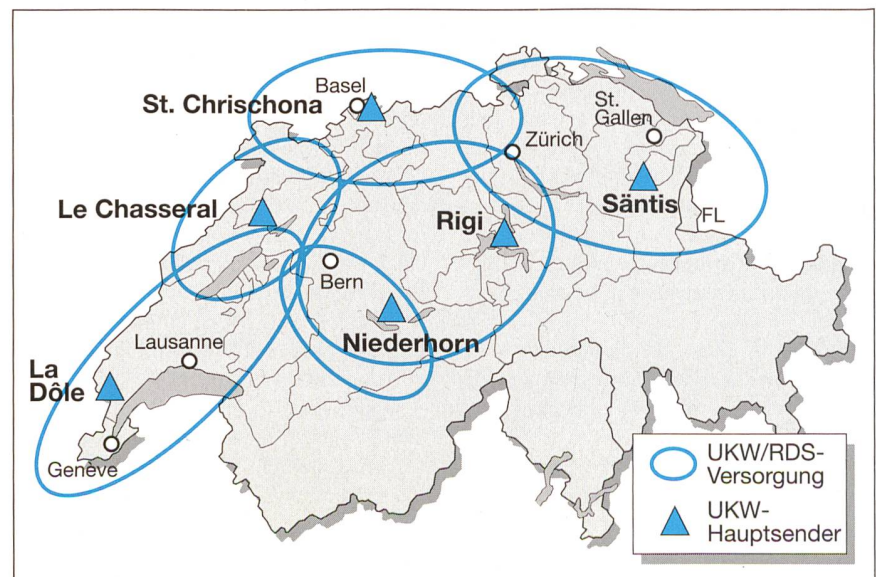 Basel
St. Chrischona
St.
Gallen
Zürich
Le Chasseral
Rigi
Säntis
FL
Bern
Lausanne
Niederhorn
La
Dôle
Genève
UKW/RDS-
Versorgung
UKW-
Hauptsender